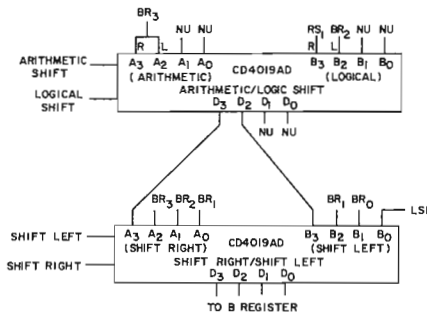 BR3
RS1 BR2 NU NU
NU NU
R L
R L
A3 A2 A1 A0
CD4019AD
B3 B2 B1 B0
ARITHMETIC SHIFT
(ARITHMETIC)
(LOGICAL)
ARITHMETIC/LOGIC SHIFT
LOGICAL SHIFT
D3 D2 D1 D0
NU NU
BR3 BR2 BR1
BR1 BR0
LSI
A3 A2 A1 A0
B3 B2 B1 B0
SHIFT LEFT
(SHIFT RIGHT)
CD4019AD
(SHIFT LEFT)
SHIFT RIGHT/SHIFT LEFT
SHIFT RIGHT
D3 D2 D1 D0
TO B REGISTER